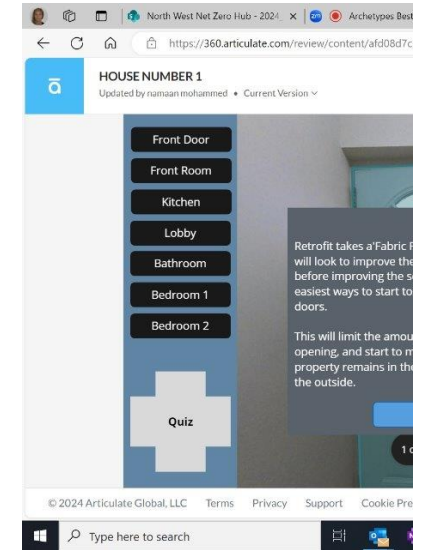 North West Net Zero Hub - 2024
Archetypes Best
https://360.articulate.com/review/content/afd08d7c
HOUSE NUMBER 1
Updated by namaan mohammed • Current Version
ā
Front Door
Front Room
Kitchen
Lobby
Bathroom
Bedroom 1
Bedroom 2
Quiz
Retrofit takes a'Fabric F
will look to improve the
before improving the s
easiest ways to start to
doors.
This will limit the amou
opening, and start to m
property remains in the
the outside.
1 o
© 2024 Articulate Global, LLC Terms Privacy Support Cookie Pre
Type here to search